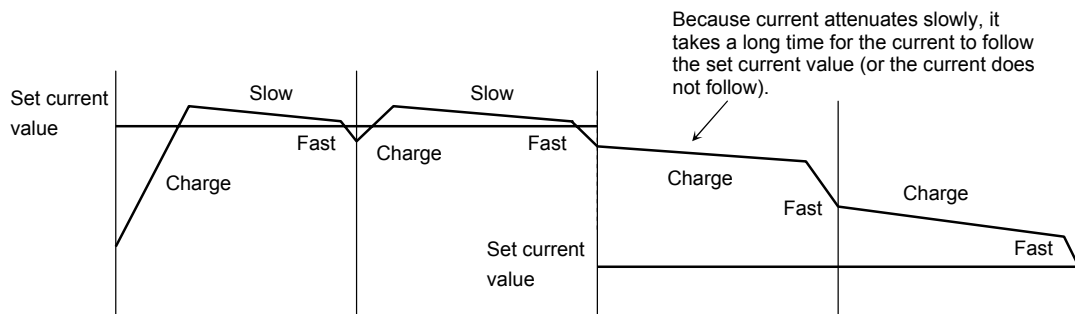 Because current attenuates slowly, it
takes a long time for the current to follow
the set current value (or the current does
not follow).
Set current
value
Slow
Slow
Fast
Charge
Fast
Charge
Charge
Charge
Fast
Set current
value
Fast